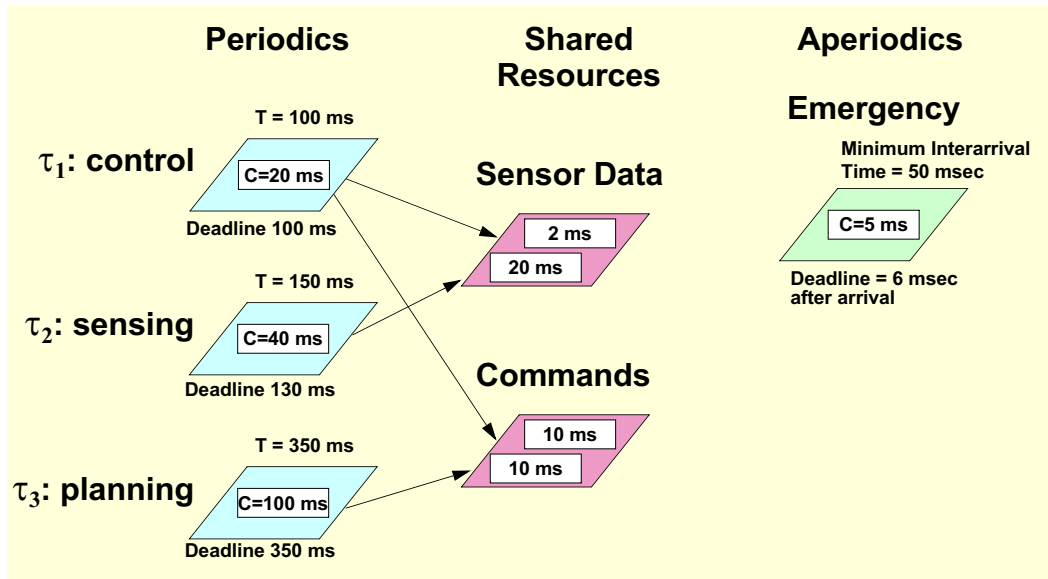 Periodics
Shared
Resources
Aperiodics
Emergency
T = 100 ms
τ1: control
C=20 ms
Deadline 100 ms
Sensor Data
2 ms
20 ms
Minimum Interarrival
Time = 50 msec
C=5 ms
Deadline = 6 msec
after arrival
T = 150 ms
τ2: sensing
C=40 ms
Deadline 130 ms
Commands
10 ms
10 ms
T = 350 ms
τ3: planning
C=100 ms
Deadline 350 ms